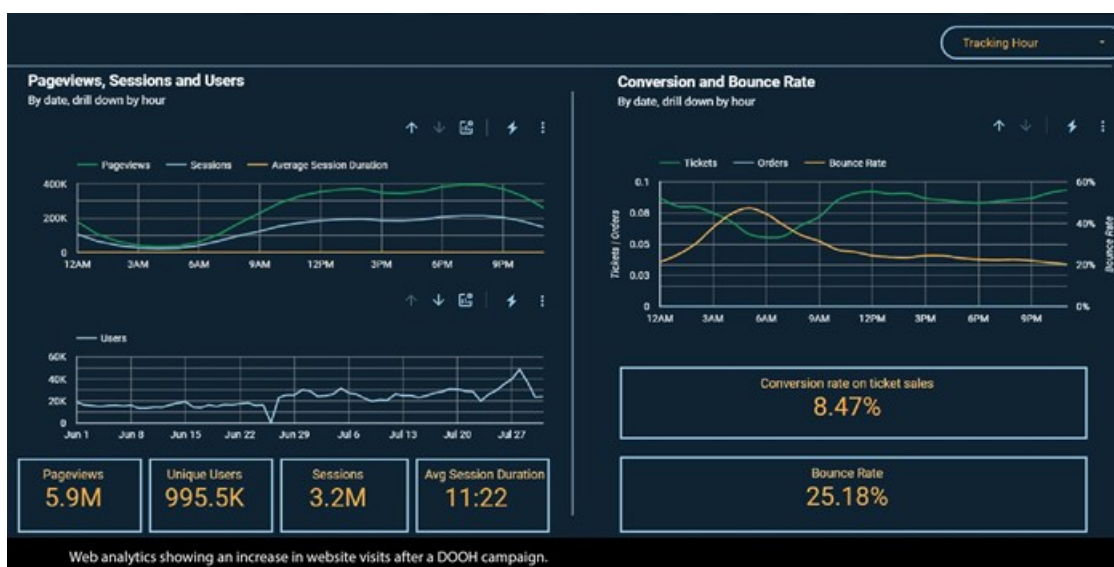 Tracking Hour
Pageviews, Sessions and Users
By date, drill down by hour
Pageviews Sessions Average Session Duration
400K
200K
0
12AM 3AM 6AM 9AM 12PM 3PM 6PM 9PM
Users
60K
40K
20K
0
Jun 1 Jun 8 Jun 15 Jun 22 Jun 29 Jul 6 Jul 13 Jul 20 Jul 27
Pageviews
5.9M
Unique Users
995.5K
Sessions
3.2M
Avg Session Duration
11:22
Conversion and Bounce Rate
By date, drill down by hour
Tickets Orders Bounce Rate
Tickets / Orders
0.1
0.08
0.05
0.03
0
60%
40%
20%
0%
Bounce Rate
12AM 3AM 6AM 9AM 12PM 3PM 6PM 9PM
Conversion rate on ticket sales
8.47%
Bounce Rate
25.18%
Web analytics showing an increase in website visits after a DOOH campaign.